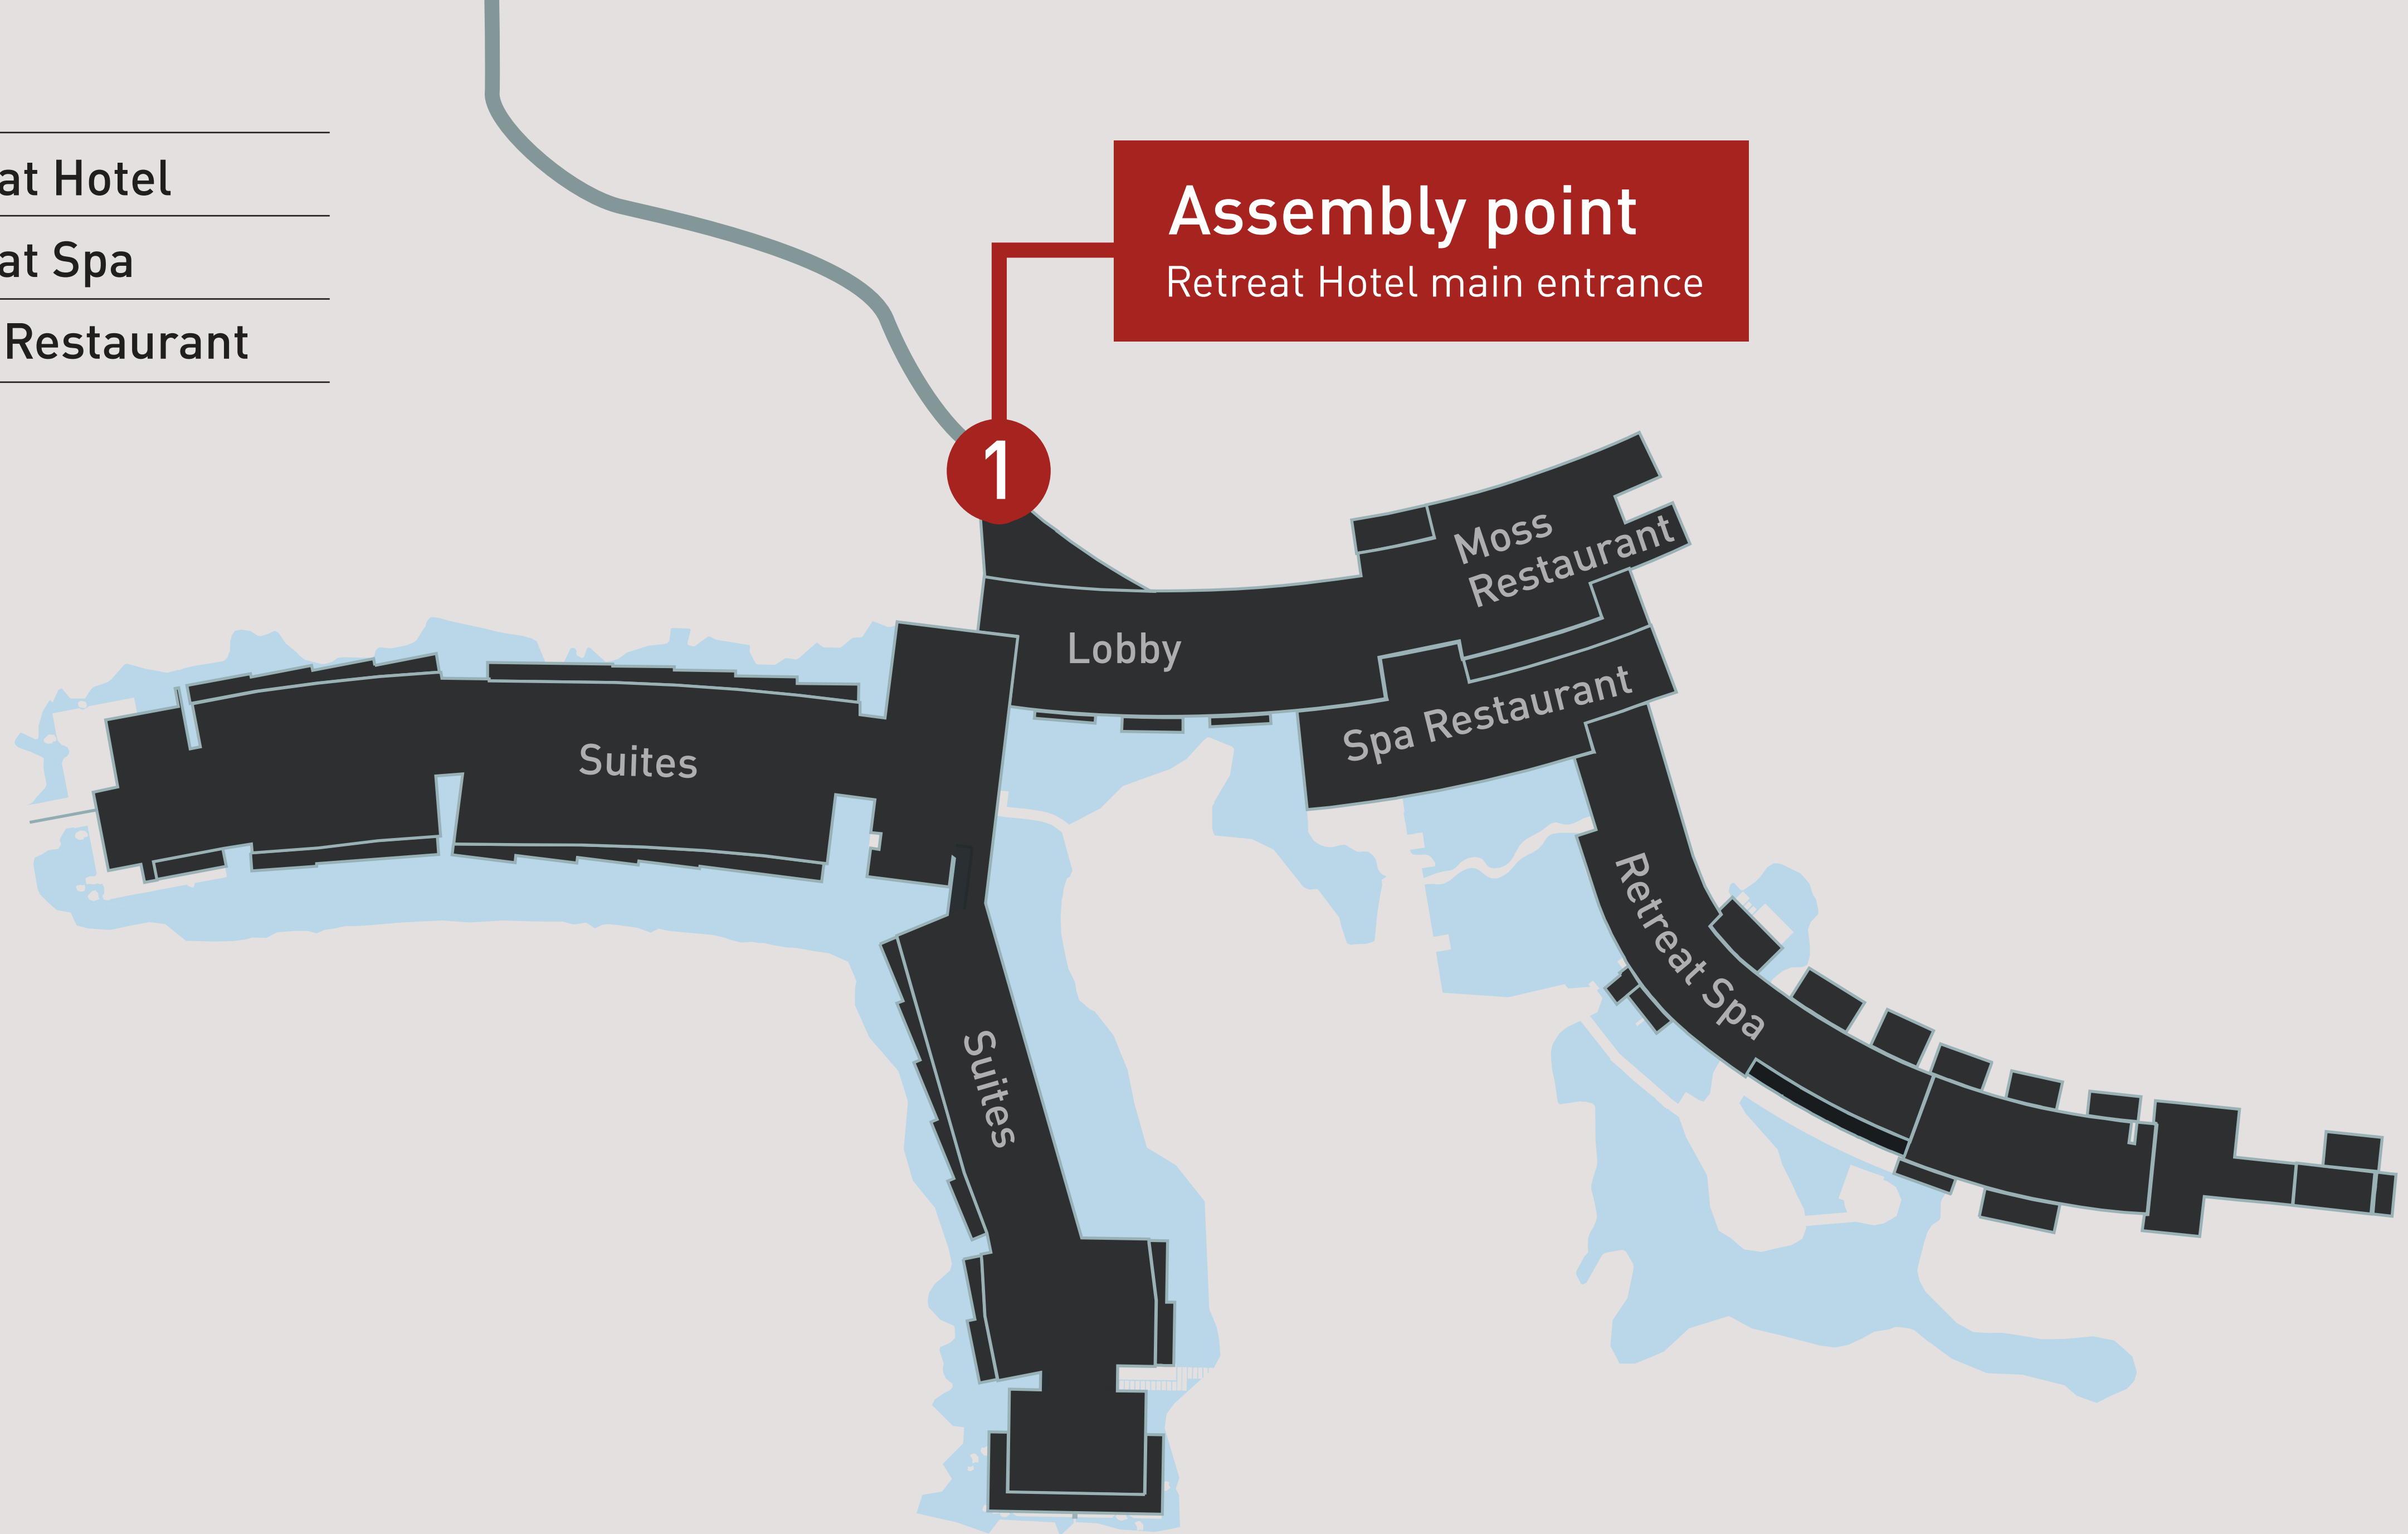 at Hotel
at Spa
Restaurant
Assembly point
Retreat Hotel main entrance
1
Moss
Restaurant
Lobby
Spa Restaurant
Suites
Retreat Spa
Suites